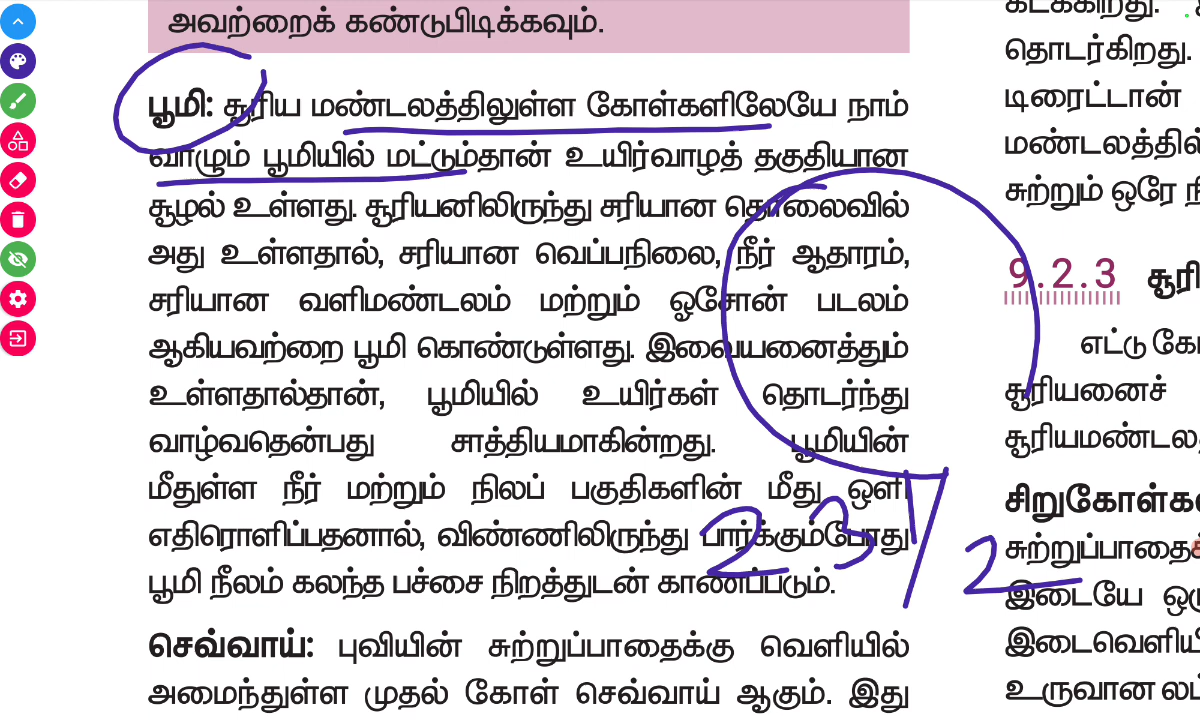 அவற்றைக் கண்டுபிடிக்கவும்.
பூமி: சூரிய மண்டலத்திலுள்ள கோள்களிலேயே நாம்
வாழும் பூமியில் மட்டும்தான் உயிர்வாழத் தகுதியான
சூழல் உள்ளது. சூரியனிலிருந்து சரியான தொலைவில்
அது உள்ளதால், சரியான வெப்பநிலை, நீர் ஆதாரம்,
சரியான வளிமண்டலம் மற்றும் ஓசோன் படலம்
ஆகியவற்றை பூமி கொண்டுள்ளது. இவையனைத்தும்
உள்ளதால்தான், பூமியில் உயிர்கள் தொடர்ந்து
வாழ்வதென்பது சாத்தியமாகின்றது. பூமியின்
மீதுள்ள நீர் மற்றும் நிலப் பகுதிகளின் மீது ஒளி
எதிரொளிப்பதனால், விண்ணிலிருந்து பார்க்கும்போது
பூமி நீலம் கலந்த பச்சை நிறத்துடன் காணப்படும்.
செவ்வாய்: புவியின் சுற்றுப்பாதைக்கு வெளியில்
அமைந்துள்ள முதல் கோள் செவ்வாய் ஆகும். இது
தொடர்கிறது.
டிரைட்டான்
மண்டலத்தில்
சுற்றும் ஒரே
9.2.3 சூரி
எட்டு
சூரியனைச்
சூரியமண்டல
சிறுகோள்க
சுற்றுப்பாதை
இடையே
இடைவெளியி
உருவான
23
2